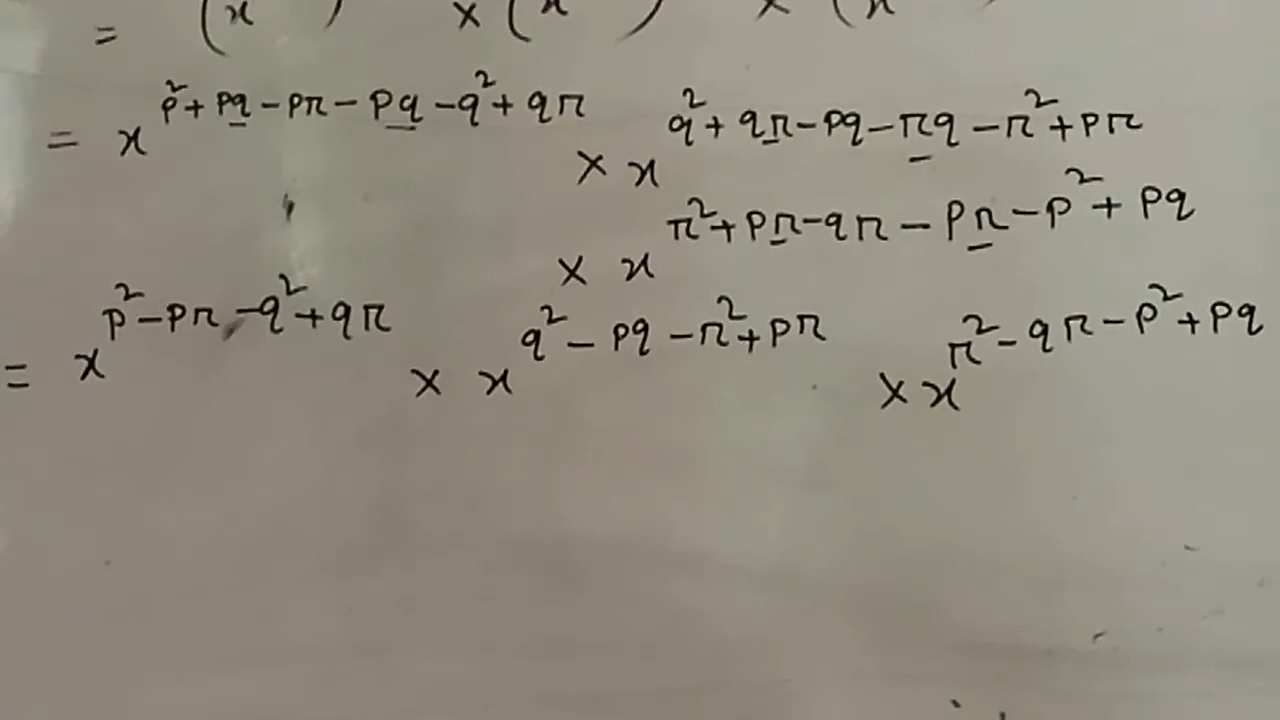 = (x ) × (x ) × (x
= x^{p²+pq-pr-pq-q²+qr} × x^{q²+qr-pq-rq-r²+pr}
× x^{r²+pr-qr-pr-p²+pq}
= x^{p²-pr-q²+qr} × x^{q²-pq-r²+pr} × x^{r²-qr-p²+pq}